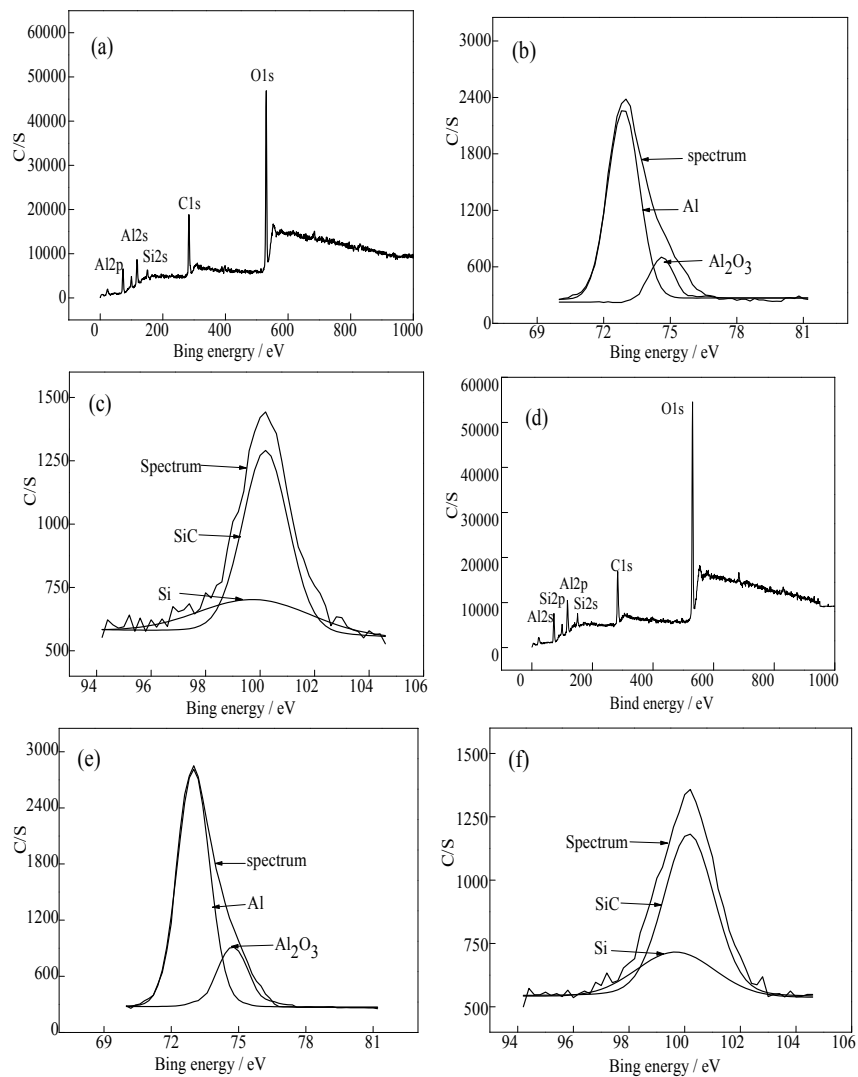 (a)
60000
50000
40000
30000
20000
10000
0
C/S
O1s
C1s
Al2s
Al2p
Si2s
0 200 400 600 800 1000
Bing energry / eV
(b)
3000
2400
1800
1200
600
300
C/S
spectrum
Al
Al2O3
69 72 75 78 81
Bing energy / eV
(c)
1500
1250
1000
750
500
C/S
Spectrum
SiC
Si
94 96 98 100 102 104 106
Bing energy / eV
(d)
60000
50000
40000
30000
20000
10000
0
C/S
O1s
C1s
Al2p
Si2p
Si2s
Al2s
0 200 400 600 800 1000
Bind energy / eV
(e)
3000
2400
1800
1200
600
0
C/S
spectrum
Al
Al2O3
69 72 75 78 81
Bing energy / eV
(f)
1500
1250
1000
750
500
C/S
Spectrum
SiC
Si
94 96 98 100 102 104 106
Bing energy / eV